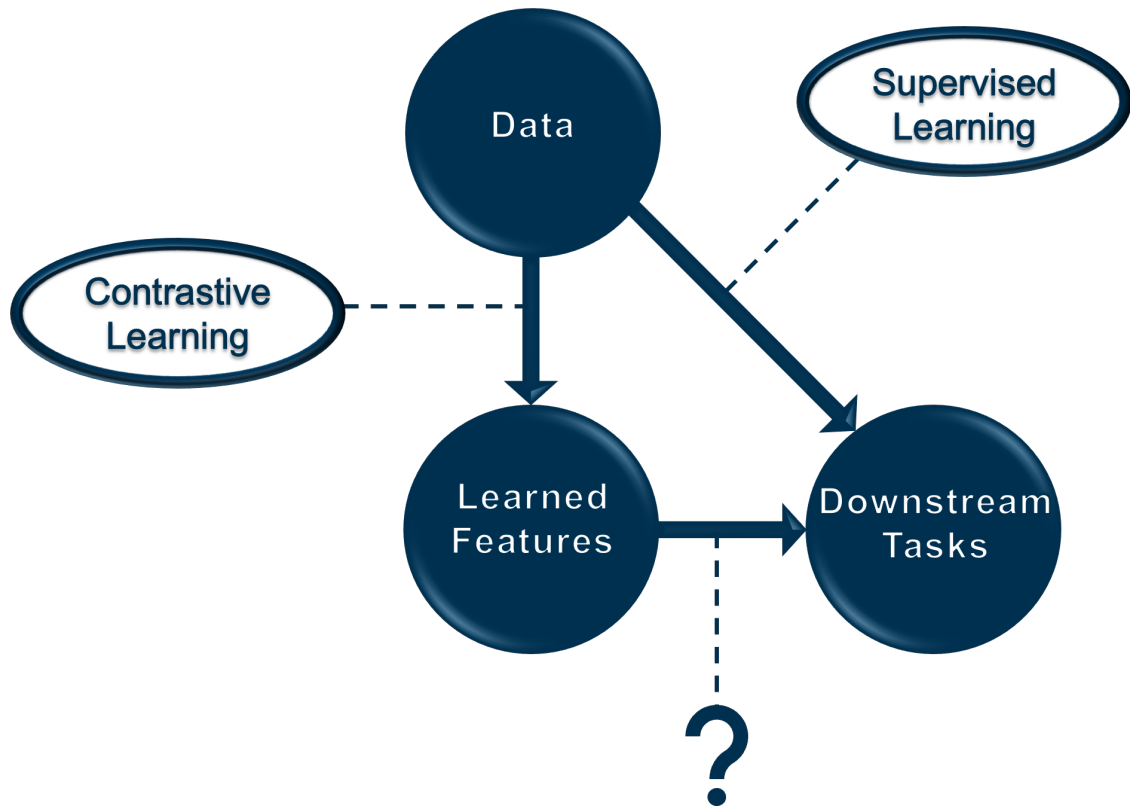 Data
Supervised
Learning
Contrastive
Learning
Learned
Features
Downstream
Tasks
?